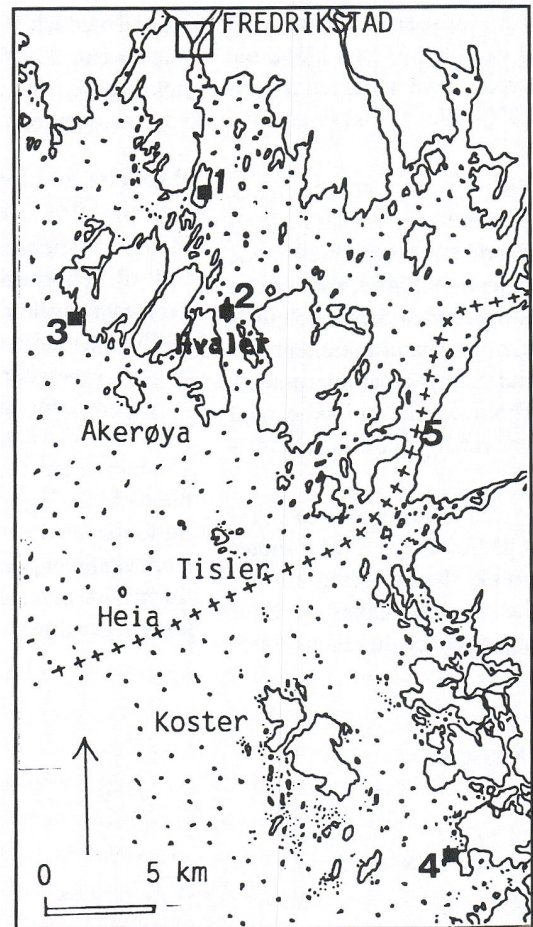 FREDRIKSTAD
1
2
3
Hvaler
Akerøya
5
Tisler
Heia
Koster
4
0 5 km